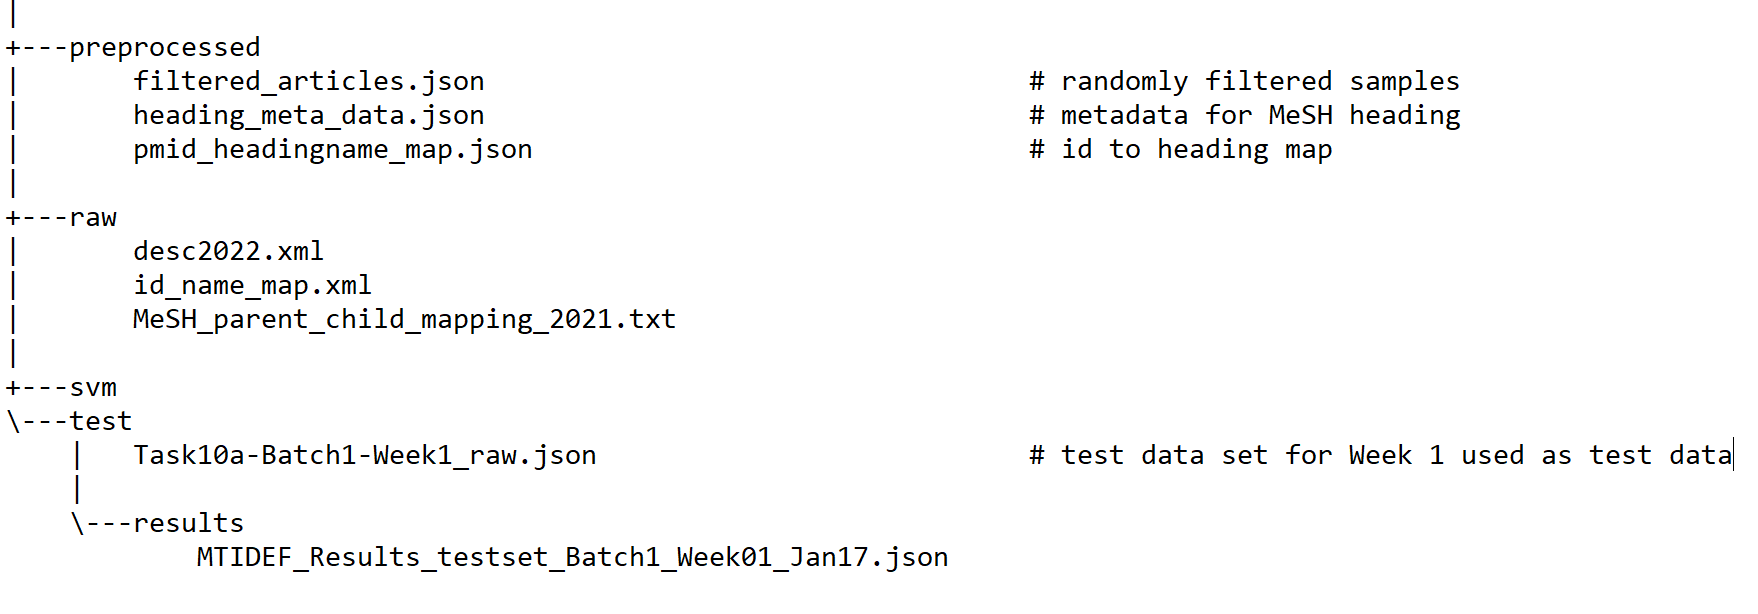 |
+---preprocessed
|       filtered_articles.json                                  # randomly filtered samples
|       heading_meta_data.json                                  # metadata for MeSH heading
|       pmid_headingname_map.json                               # id to heading map
|
+---raw
|       desc2022.xml
|       id_name_map.xml
|       MeSH_parent_child_mapping_2021.txt
|
+---svm
\---test
    |   Task10a-Batch1-Week1_raw.json                           # test data set for Week 1 used as test data
    |
    \---results
            MTIDEF_Results_testset_Batch1_Week01_Jan17.json